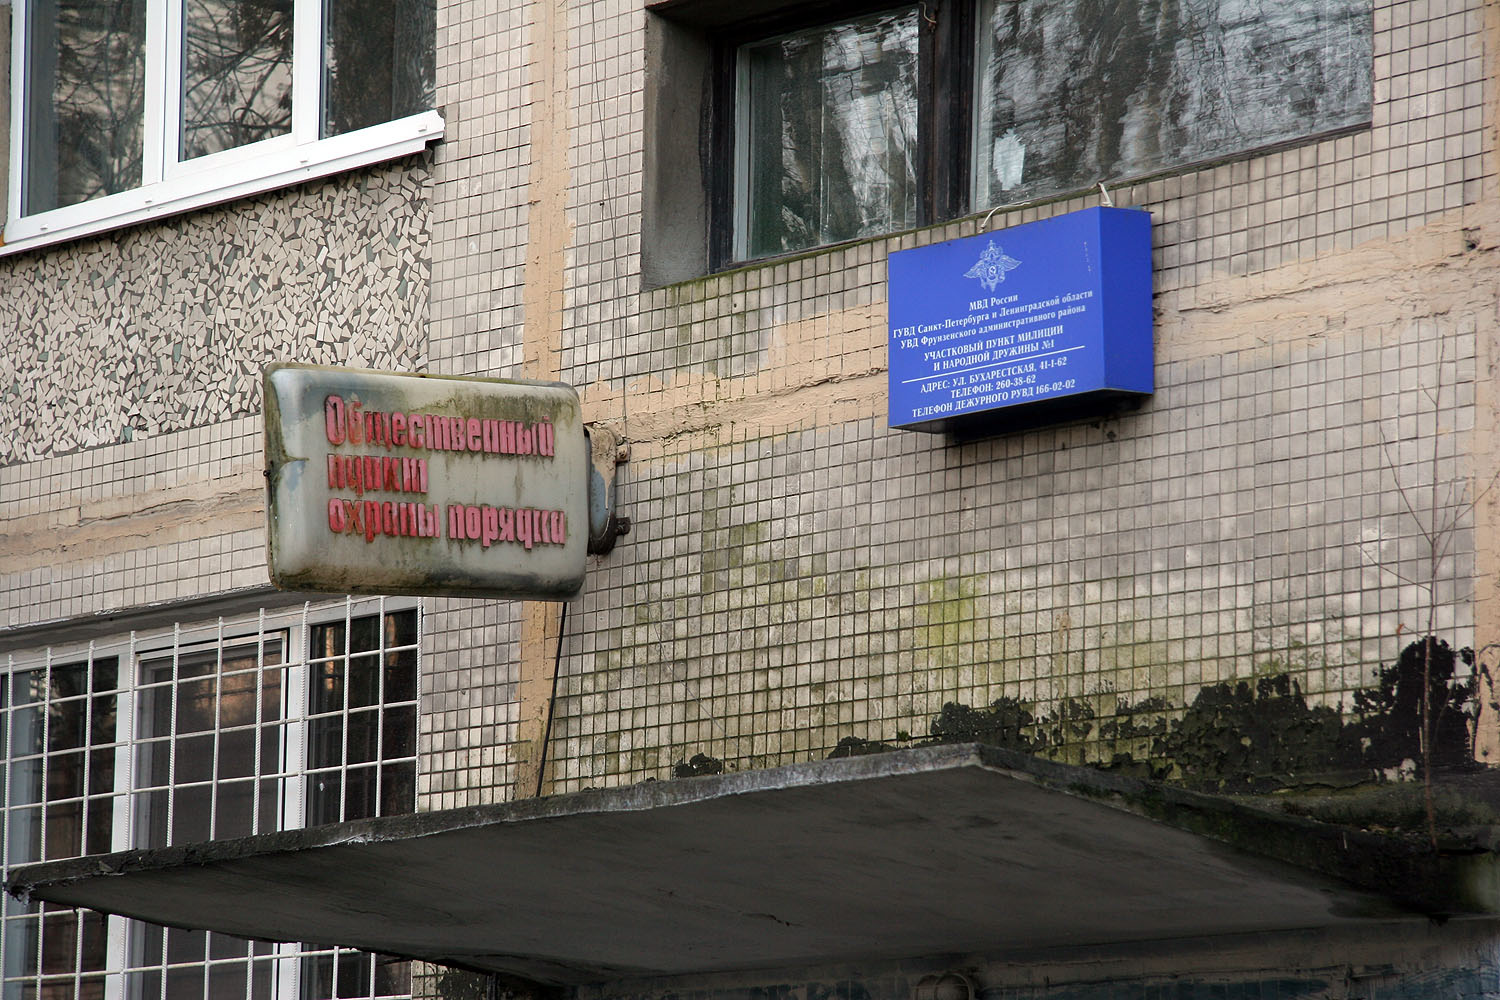 Общественный
пункт
охраны порядка
МВД России
ГУВД Санкт-Петербурга и Ленинградской области
УВД Фрунзенского административного района
УЧАСТКОВЫЙ ПУНКТ МИЛИЦИИ
И НАРОДНОЙ ДРУЖИНЫ №1
АДРЕС: УЛ. БУХАРЕСТСКАЯ, 41-1-62
ТЕЛЕФОН: 260-38-62
ТЕЛЕФОН ДЕЖУРНОГО РУВД 166-02-02